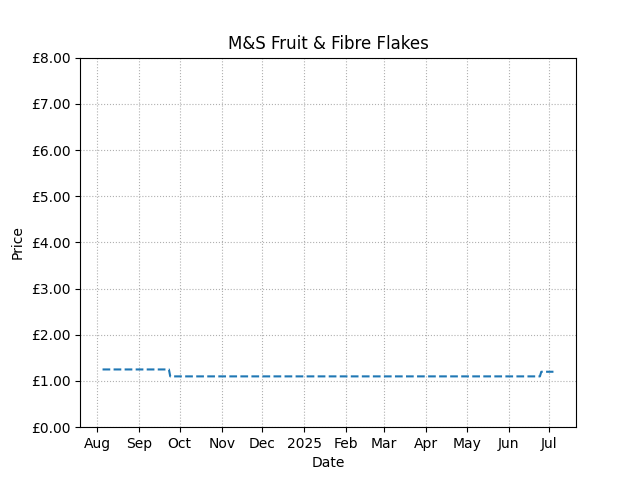 M&S Fruit & Fibre Flakes
£8.00
£7.00
£6.00
£5.00
£4.00
£3.00
£2.00
£1.00
£0.00
Price
Aug Sep Oct Nov Dec 2025 Feb Mar Apr May Jun Jul
Date